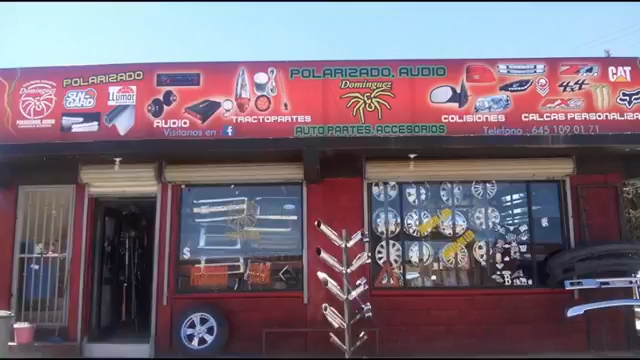 Dominguez
POLARIZADO
SUN GARD
LLumar
AUDIO
Visitanos en : f
TRACTOPARTES
POLARIZADO, AUDIO
Dominguez
AUTO PARTES, ACCESORIOS
COLISIONES
4x4
CAT
CALCAS PERSONALIZA
Telefono : 645 109 01 71
$